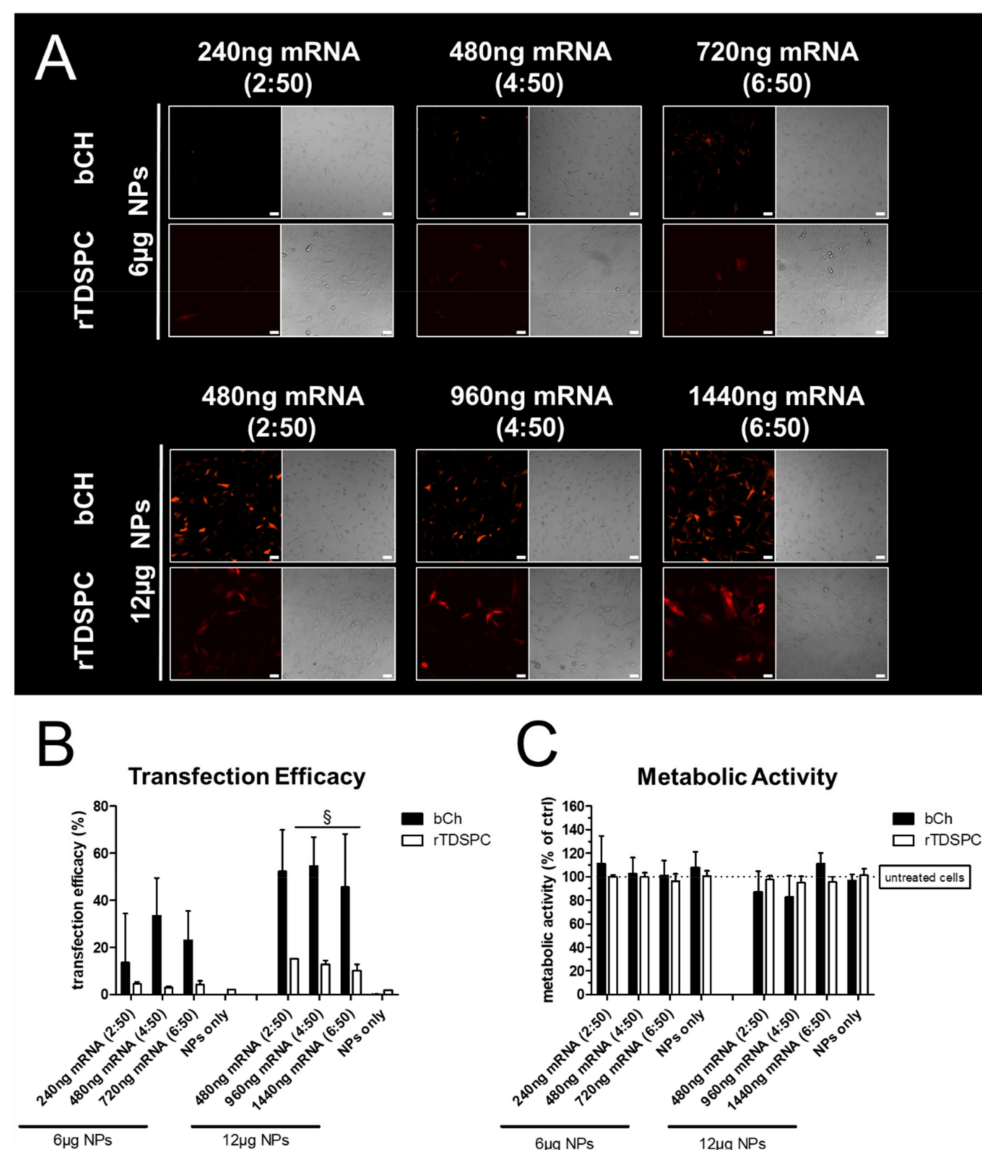 A
240ng mRNA
(2:50)
480ng mRNA
(4:50)
720ng mRNA
(6:50)
bCH
rTDSPC
6µg NPs
480ng mRNA
(2:50)
960ng mRNA
(4:50)
1440ng mRNA
(6:50)
bCH
rTDSPC
12µg NPs
B
Transfection Efficacy
transfection efficacy (%)
80
60
40
20
0
§
bCh
rTDSPC
240ng mRNA (2:50)
480ng mRNA (4:50)
720ng mRNA (6:50)
NPs only
480ng mRNA (2:50)
960ng mRNA (4:50)
1440ng mRNA (6:50)
NPs only
6µg NPs
12µg NPs
C
Metabolic Activity
metabolic activity (% of ctrl)
160
140
120
100
80
60
40
20
0
bCh
rTDSPC
untreated cells
240ng mRNA (2:50)
480ng mRNA (4:50)
720ng mRNA (6:50)
NPs only
480ng mRNA (2:50)
960ng mRNA (4:50)
1440ng mRNA (6:50)
NPs only
6µg NPs
12µg NPs